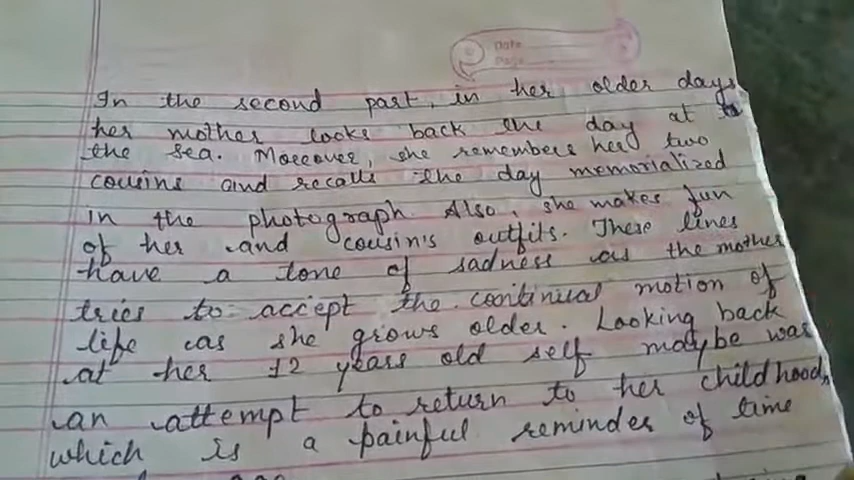 Date
Page
In the second part, in her older days
her mother looks back the day at
the sea. Moreover, she remembers her two
cousins and recalls the day memorialized
in the photograph. Also, she makes fun
of her and cousin's outfits. These lines
have a tone of sadness as the mother
tries to accept the continual motion of
life as she grows older. Looking back
at her 12 years old self maybe was
an attempt to return to her childhood,
which is a painful reminder of time